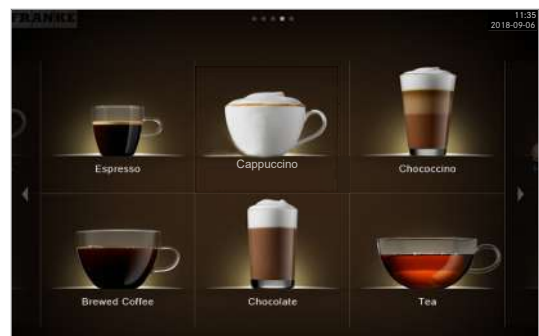 FRANKE
11:35
2018-09-06
Espresso
Cappuccino
Chococcino
Brewed Coffee
Chocolate
Tea